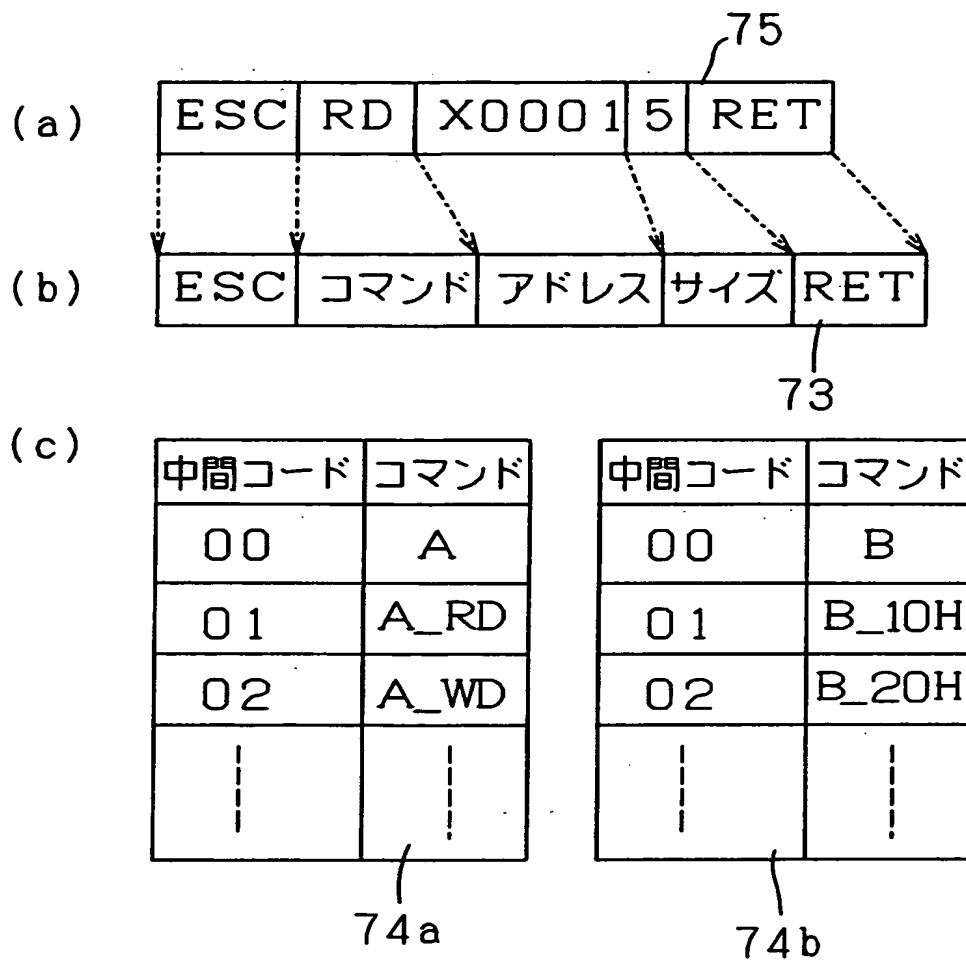 75
(a) ESC RD X0001 5 RET
(b) ESC コマンド アドレス サイズ RET
73
(c)
中間コード コマンド
00 A
01 A_RD
02 A_WD
74a
中間コード コマンド
00 B
01 B_10H
02 B_20H
74b